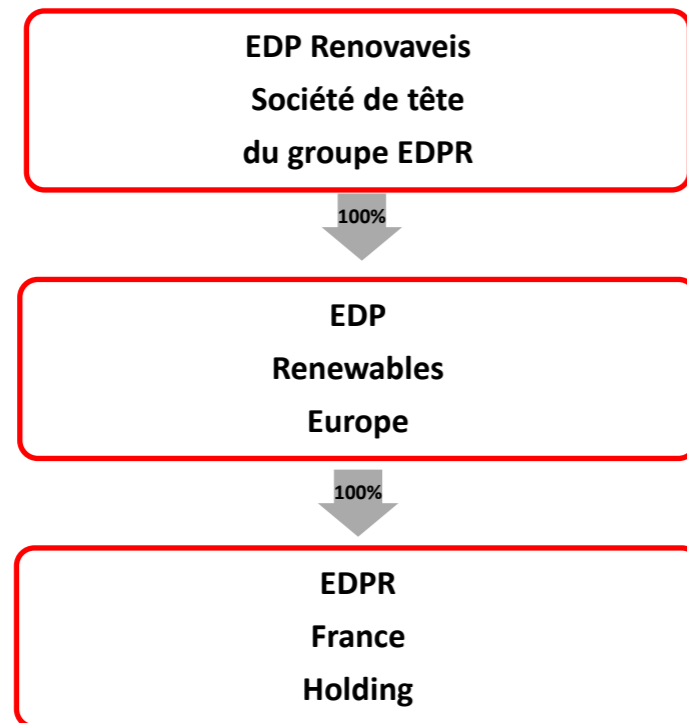 EDP Renovaveis
Société de tête
du groupe EDPR
100%
EDP
Renewables
Europe
100%
EDPR
France
Holding